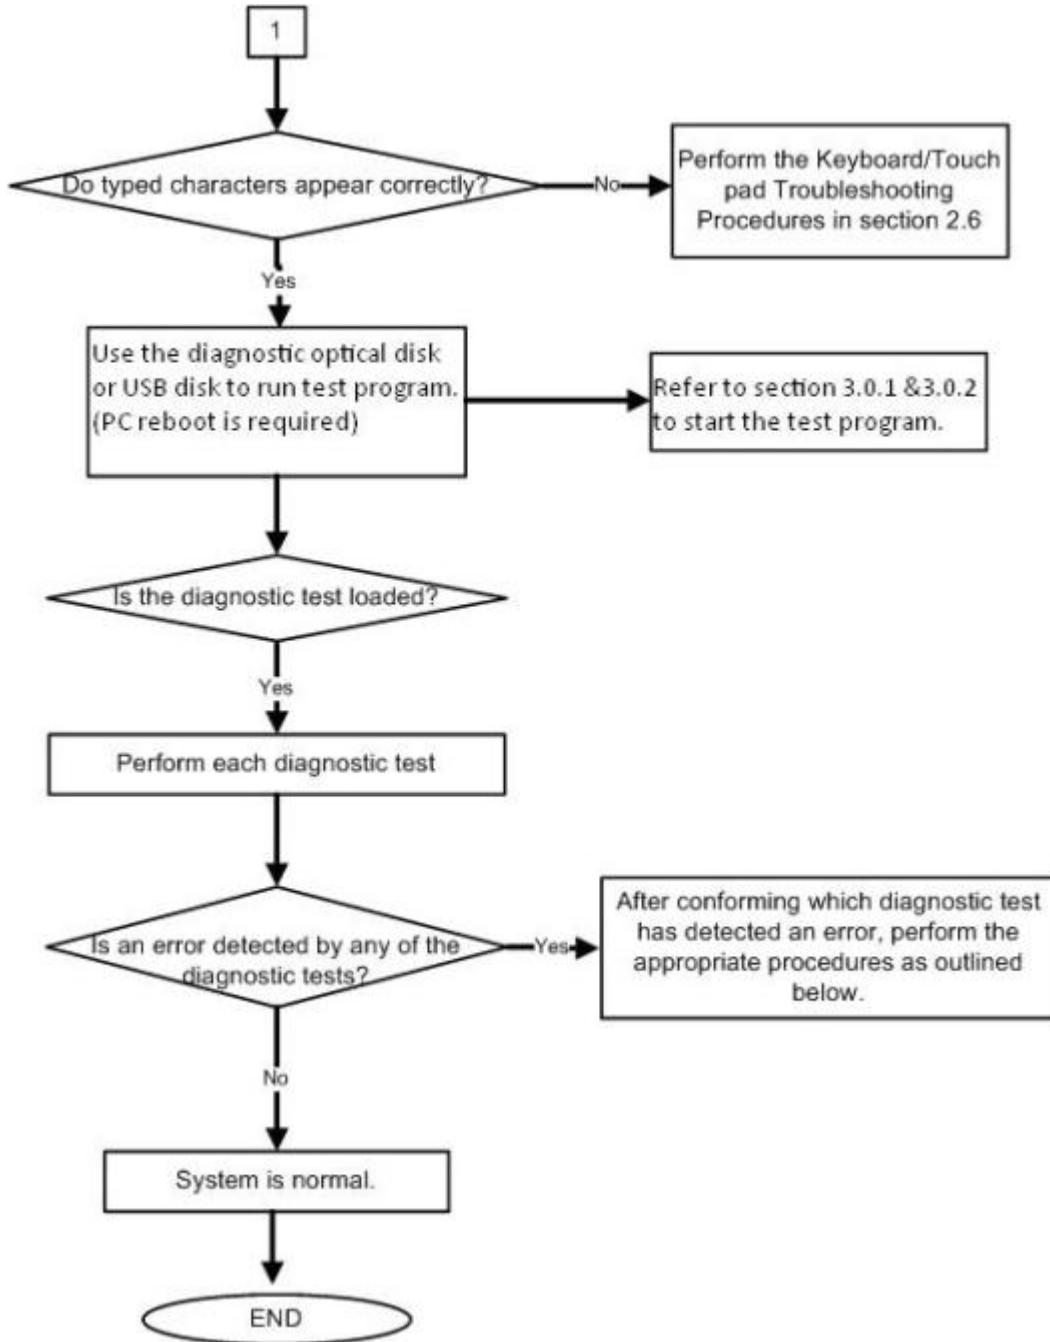 1
Do typed characters appear correctly?
No
Perform the Keyboard/Touch
pad Troubleshooting
Procedures in section 2.6
Yes
Use the diagnostic optical disk
or USB disk to run test program.
(PC reboot is required)
Refer to section 3.0.1 &3.0.2
to start the test program.
Is the diagnostic test loaded?
Yes
Perform each diagnostic test
Is an error detected by any of the
diagnostic tests?
Yes
After conforming which diagnostic test
has detected an error, perform the
appropriate procedures as outlined
below.
No
System is normal.
END